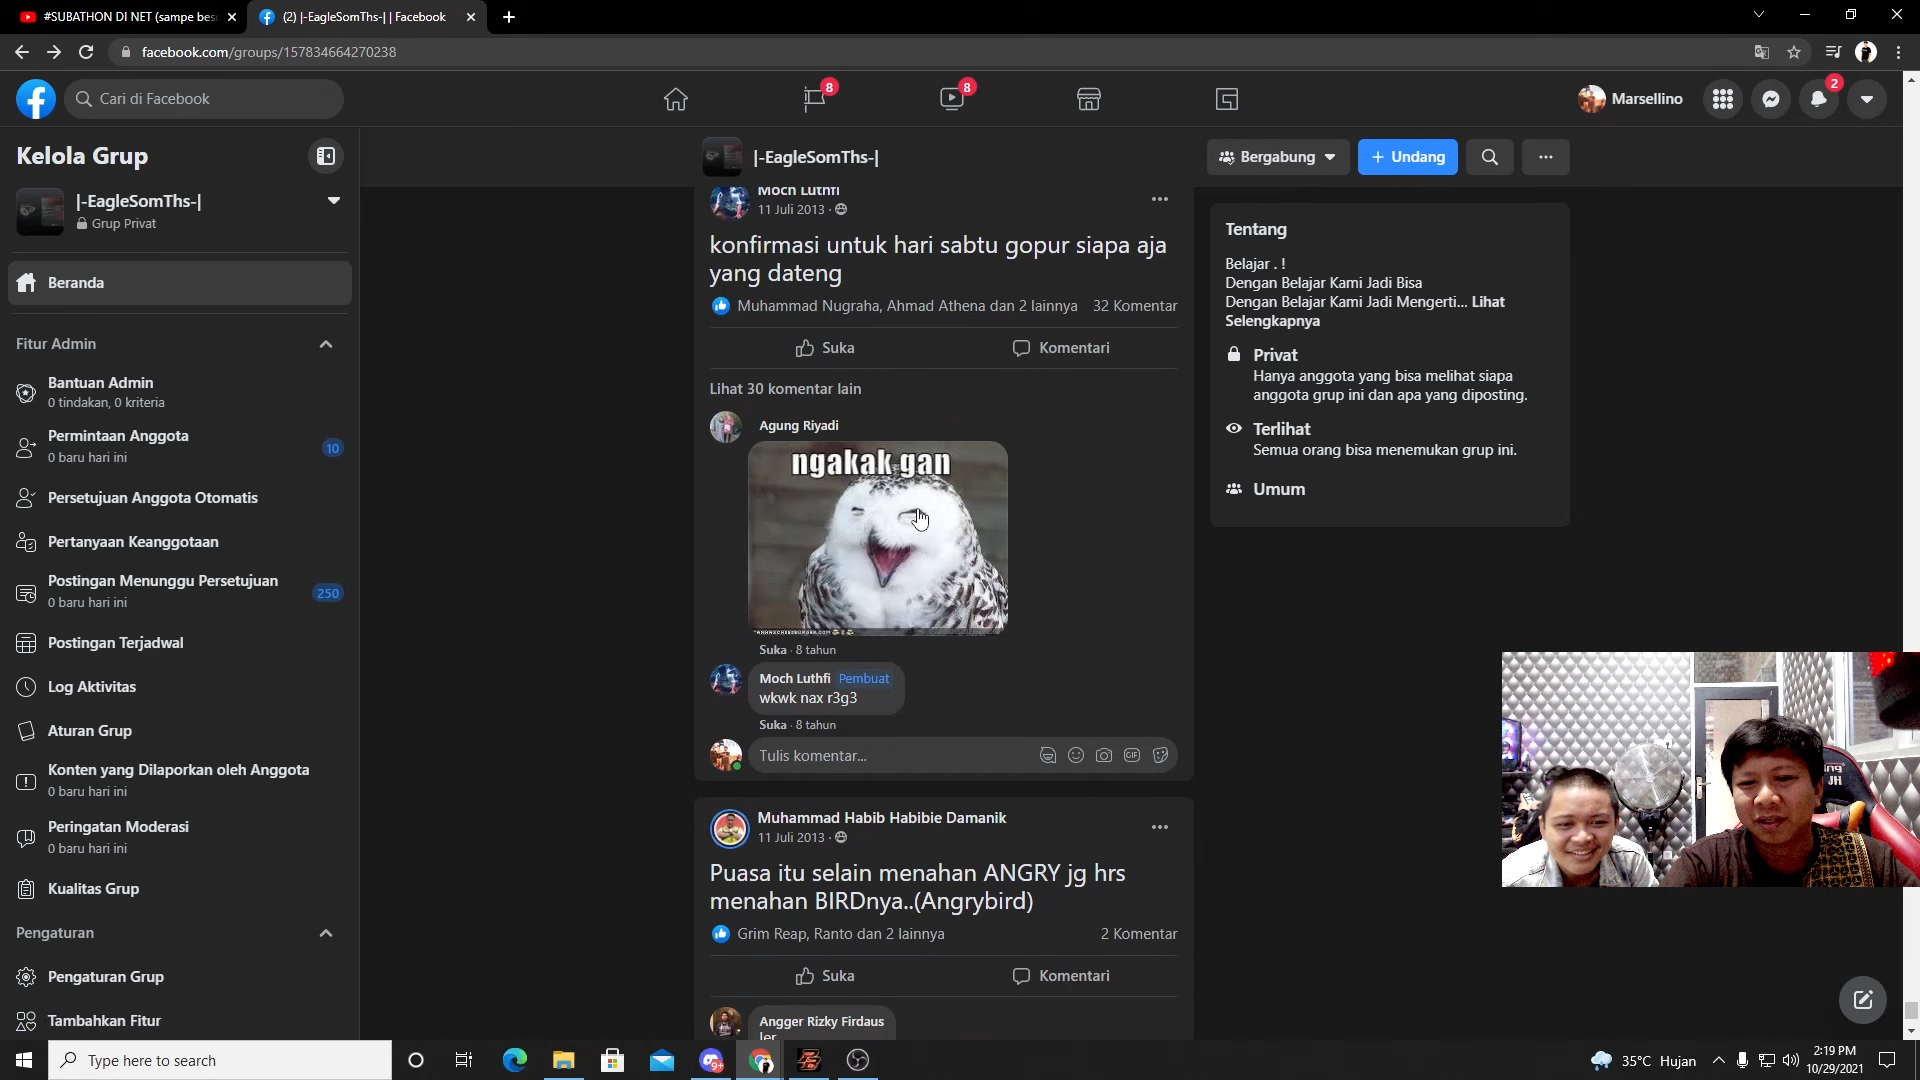 #SUBATHON DI NET (sampe bes
(2) |-EagleSomThs-| | Facebook
facebook.com/groups/157834664270238
Cari di Facebook
8
8
Marsellino
2
Kelola Grup
|-EagleSomThs-|
Grup Privat
Beranda
Fitur Admin
Bantuan Admin
0 tindakan, 0 kriteria
Permintaan Anggota
0 baru hari ini
10
Persetujuan Anggota Otomatis
Pertanyaan Keanggotaan
Postingan Menunggu Persetujuan
0 baru hari ini
250
Postingan Terjadwal
Log Aktivitas
Aturan Grup
Konten yang Dilaporkan oleh Anggota
0 baru hari ini
Peringatan Moderasi
0 baru hari ini
Kualitas Grup
Pengaturan
Pengaturan Grup
Tambahkan Fitur
|-EagleSomThs-|
Bergabung
+ Undang
Moch Luthfi
11 Juli 2013 ·
konfirmasi untuk hari sabtu gopur siapa aja
yang dateng
Muhammad Nugraha, Ahmad Athena dan 2 lainnya 32 Komentar
Suka
Komentari
Lihat 30 komentar lain
Agung Riyadi
ngakak gan
Suka · 8 tahun
Moch Luthfi Pembuat
wkwk nax r3g3
Suka · 8 tahun
Tulis komentar...
GIF
Muhammad Habib Habibie Damanik
11 Juli 2013 ·
Puasa itu selain menahan ANGRY jg hrs
menahan BIRDnya..(Angrybird)
Grim Reap, Ranto dan 2 lainnya 2 Komentar
Suka
Komentari
Angger Rizky Firdaus
Tentang
Belajar . !
Dengan Belajar Kami Jadi Bisa
Dengan Belajar Kami Jadi Mengerti... Lihat
Selengkapnya
Privat
Hanya anggota yang bisa melihat siapa
anggota grup ini dan apa yang diposting.
Terlihat
Semua orang bisa menemukan grup ini.
Umum
Type here to search
9+
35°C Hujan
2:19 PM
10/29/2021